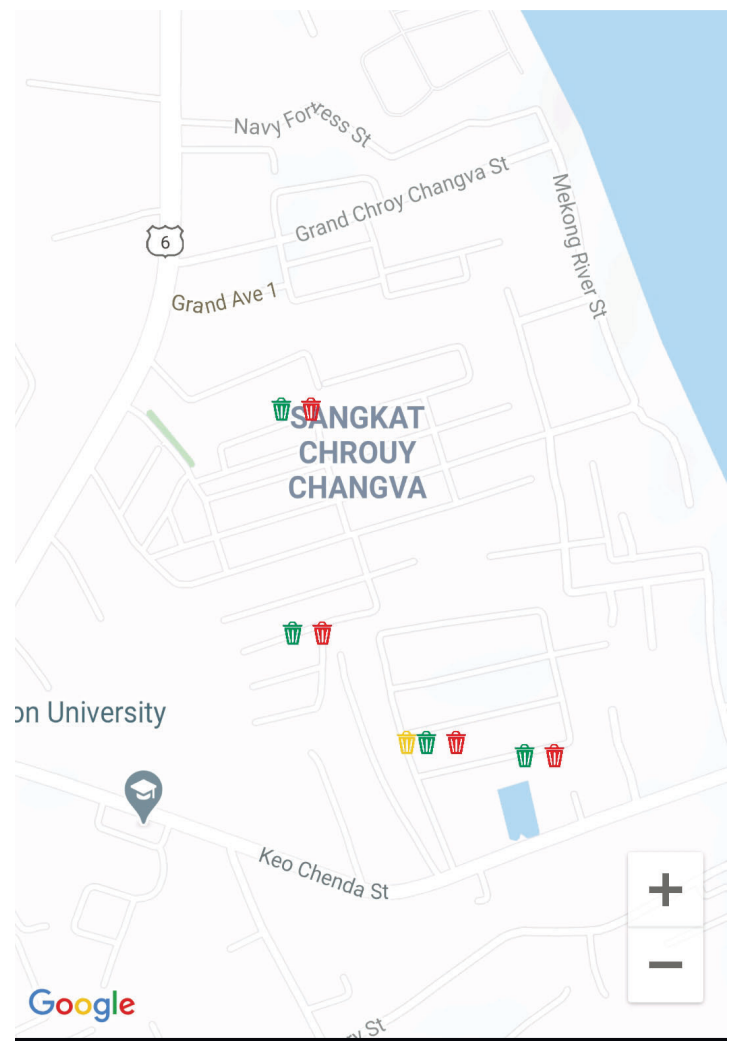 Navy Fortress St
Grand Chroy Changva St
Mekong River St
6
Grand Ave 1
SANGKAT
CHROUY
CHANGVA
on University
Keo Chenda St
+
−
Google
St